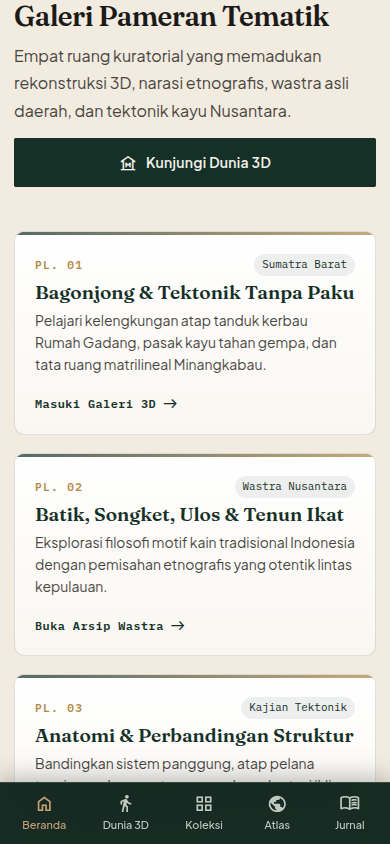 Galeri Pameran Tematik
Empat ruang kuratorial yang memadukan
rekonstruksi 3D, narasi etnografis, wastra asli
daerah, dan tektonik kayu Nusantara.
Kunjungi Dunia 3D
PL. 01
Sumatra Barat
Bagonjong & Tektonik Tanpa Paku
Pelajari kelengkungan atap tanduk kerbau
Rumah Gadang, pasak kayu tahan gempa, dan
tata ruang matrilineal Minangkabau.
Masuki Galeri 3D →
PL. 02
Wastra Nusantara
Batik, Songket, Ulos & Tenun Ikat
Eksplorasi filosofi motif kain tradisional Indonesia
dengan pemisahan etnografis yang otentik lintas
kepulauan.
Buka Arsip Wastra →
PL. 03
Kajian Tektonik
Anatomi & Perbandingan Struktur
Bandingkan sistem panggung, atap pelana
Beranda
Dunia 3D
Koleksi
Atlas
Jurnal